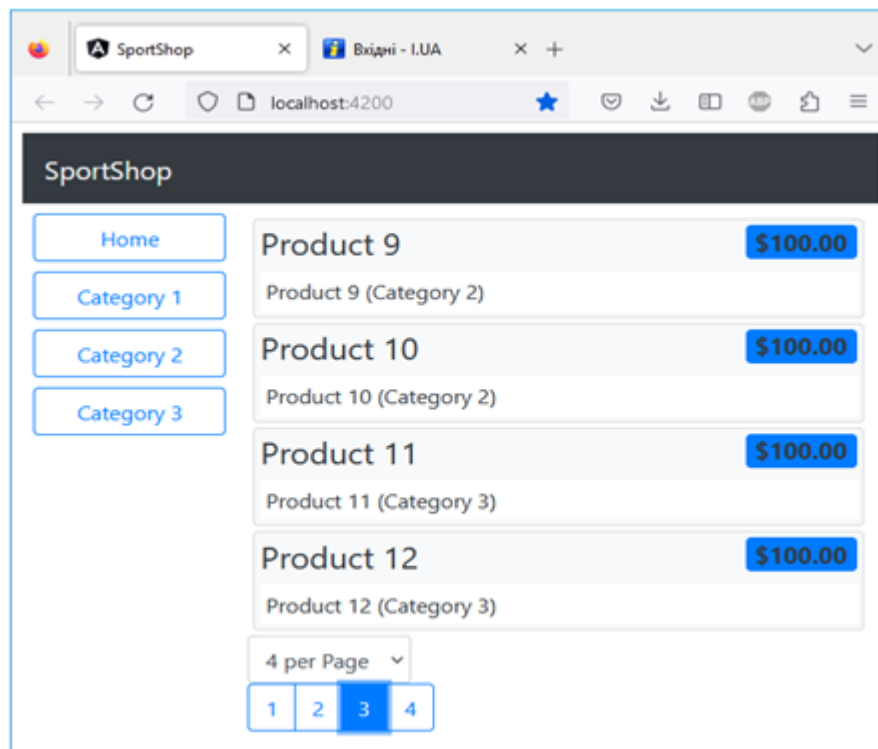 SportShop
Вхідні - I.UA
localhost:4200
ABP
SportShop
Home
Category 1
Category 2
Category 3
Product 9 $100.00
Product 9 (Category 2)
Product 10 $100.00
Product 10 (Category 2)
Product 11 $100.00
Product 11 (Category 3)
Product 12 $100.00
Product 12 (Category 3)
4 per Page
1 2 3 4